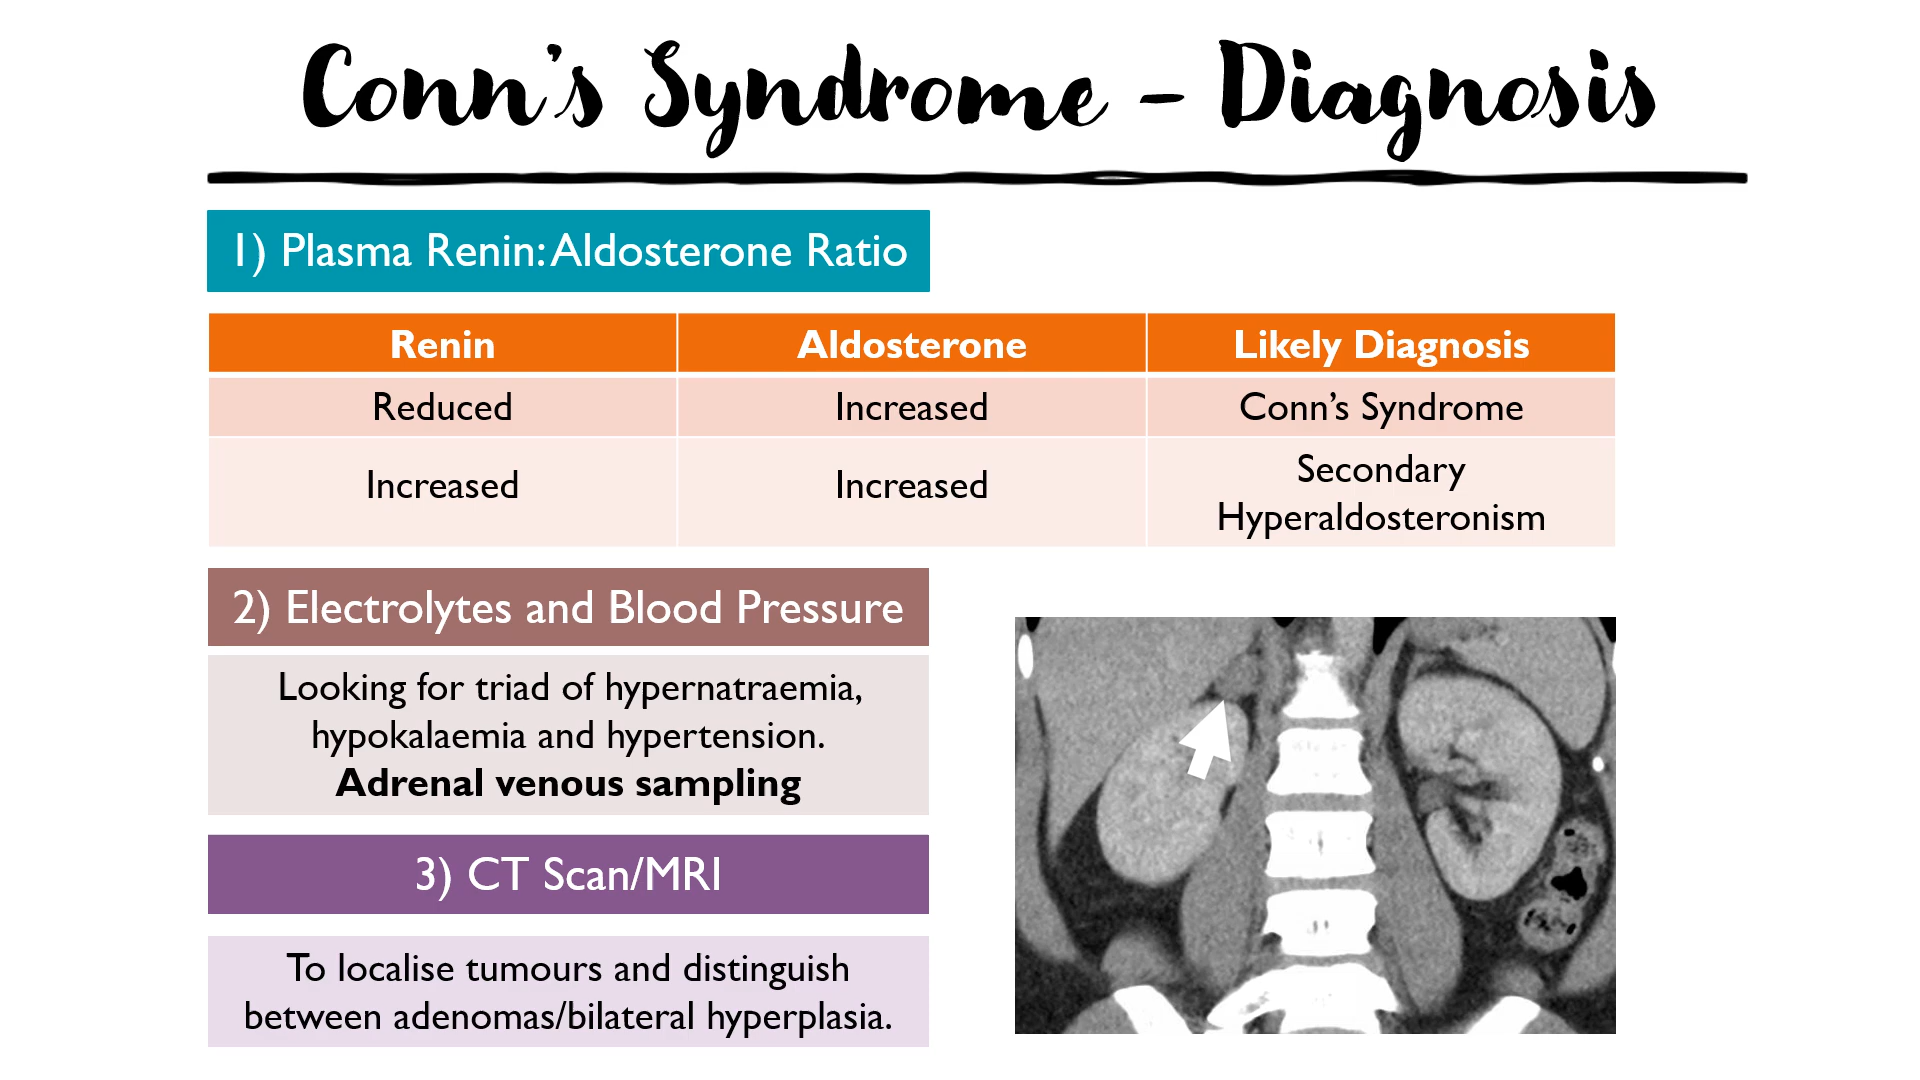 Conn's Syndrome - Diagnosis
1) Plasma Renin: Aldosterone Ratio
Renin Aldosterone Likely Diagnosis
Reduced Increased Conn's Syndrome
Increased Increased Secondary
Hyperaldosteronism
2) Electrolytes and Blood Pressure
Looking for triad of hypernatraemia,
hypokalaemia and hypertension.
Adrenal venous sampling
3) CT Scan/MRI
To localise tumours and distinguish
between adenomas/bilateral hyperplasia.